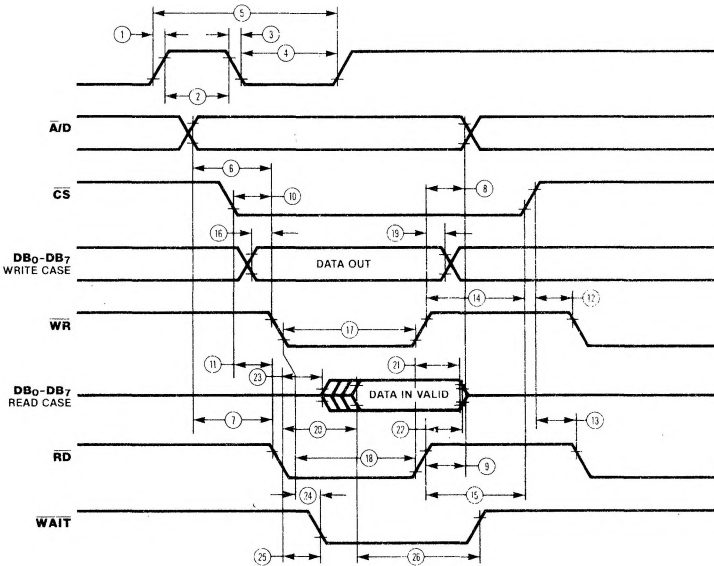 5
1
3
4
2
A/D
6
8
CS
10
16
19
DB0-DB7
WRITE CASE
DATA OUT
14
12
WR
17
11
21
23
DB0-DB7
READ CASE
DATA IN VALID
7
20
22
13
RD
18
9
24
15
WAIT
25
26